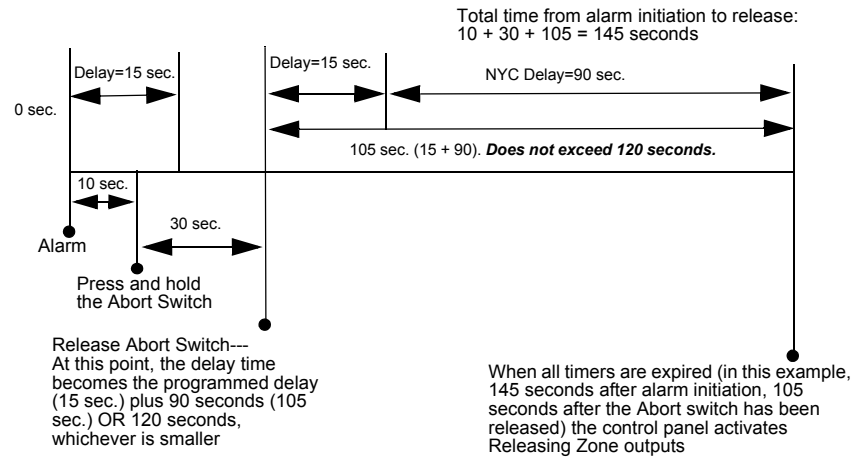 Total time from alarm initiation to release:
10 + 30 + 105 = 145 seconds
Delay=15 sec.
Delay=15 sec.
NYC Delay=90 sec.
0 sec.
105 sec. (15 + 90). Does not exceed 120 seconds.
10 sec.
30 sec.
Alarm
Press and hold
the Abort Switch
Release Abort Switch---
At this point, the delay time
becomes the programmed delay
(15 sec.) plus 90 seconds (105
sec.) OR 120 seconds,
whichever is smaller
When all timers are expired (in this example,
145 seconds after alarm initiation, 105
seconds after the Abort switch has been
released) the control panel activates
Releasing Zone outputs